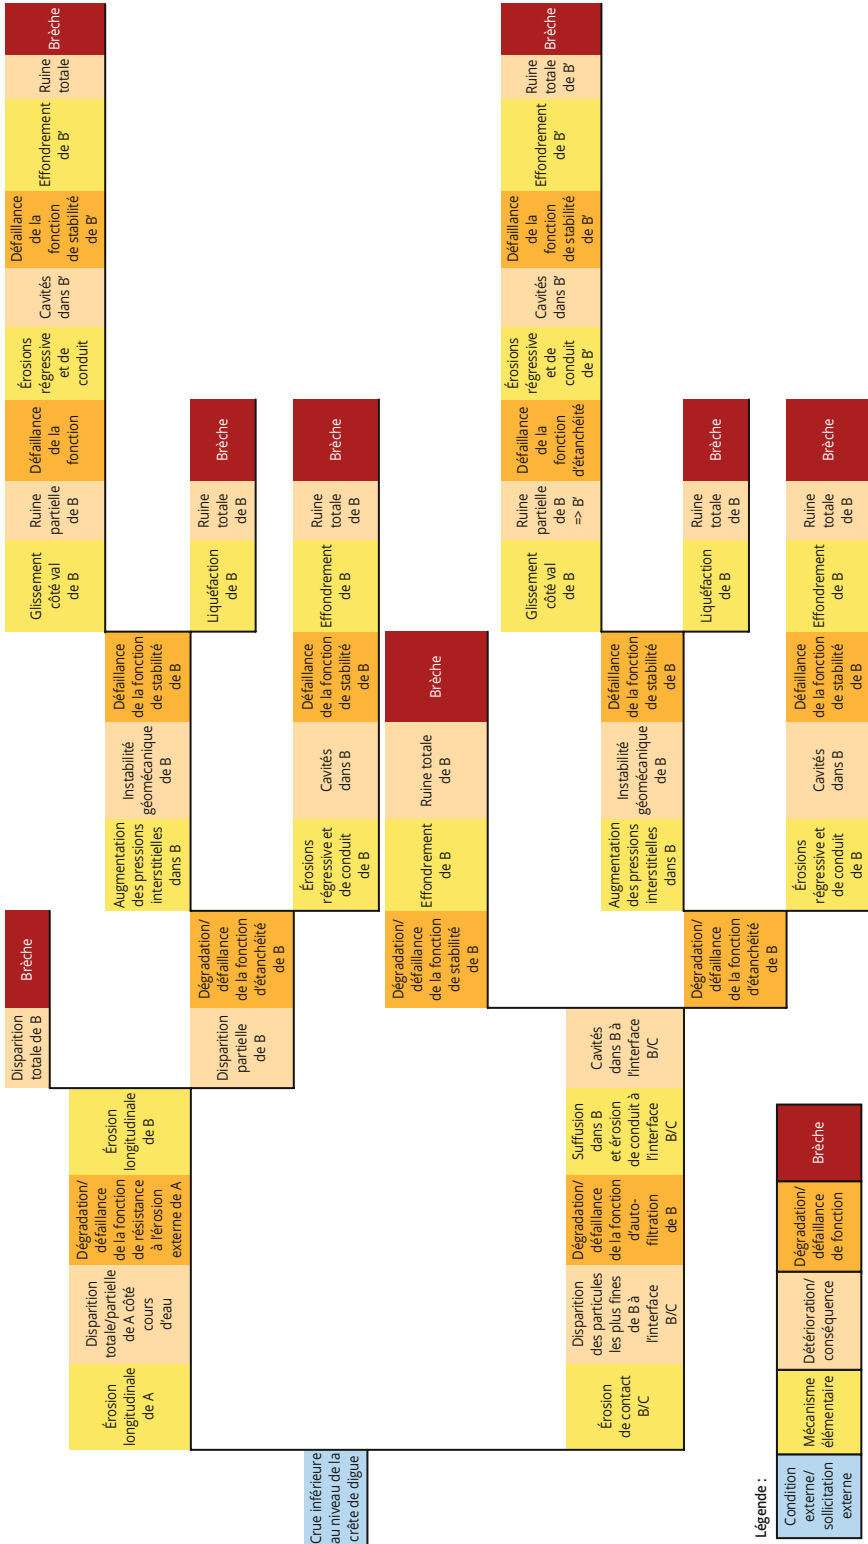 Crue inférieure
au niveau de la
crête de digue
Érosion
longitudinale
de A
Disparition
totale/partielle
de A côté
cours
d'eau
Dégradation/
défaillance
de la fonction
de résistance
à l'érosion
externe de A
Érosion
longitudinale
de B
Disparition
totale de B
Brèche
Disparition
partielle
de B
Dégradation/
défaillance
de la fonction
d'étanchéité
de B
Augmentation
des pressions
interstitielles
dans B
Instabilité
géomécanique
de B
Défaillance
de la fonction
de stabilité
de B
Glissement
côté val
de B
Ruine
partielle
de B
Défaillance
de la
fonction
Érosions
régressive
et de
conduit
Cavités
dans B'
Défaillance
de la
fonction
de stabilité
de B'
Effondrement
de B'
Ruine
totale
Brèche
Liquéfaction
de B
Ruine
totale
de B
Brèche
Érosions
régressive et
de conduit
de B
Cavités
dans B
Défaillance
de la fonction
de stabilité
de B
Effondrement
de B
Ruine
totale
de B
Brèche
Érosion
de contact
B/C
Disparition
des particules
les plus fines
de B à
l'interface
B/C
Dégradation/
défaillance
de la fonction
d'auto-
filtration
de B
Suffusion
dans B
et érosion
de conduit à
l'interface
B/C
Cavités
dans B à
l'interface
B/C
Dégradation/
défaillance
de la fonction
de stabilité
de B
Effondrement
de B
Ruine totale
de B
Brèche
Dégradation/
défaillance
de la fonction
d'étanchéité
de B
Augmentation
des pressions
interstitielles
dans B
Instabilité
géomécanique
de B
Défaillance
de la fonction
de stabilité
de B
Glissement
côté val
de B
Ruine
partielle
de B
=> B'
Défaillance
de la
fonction
d'étanchéité
Érosions
régressive
et de
conduit
de B'
Cavités
dans B'
Défaillance
de la
fonction
de stabilité
de B'
Effondrement
de B'
Ruine
totale
de B'
Brèche
Liquéfaction
de B
Ruine
totale
de B
Brèche
Érosions
régressive et
de conduit
de B
Cavités
dans B
Défaillance
de la fonction
de stabilité
de B
Effondrement
de B
Ruine
totale
de B
Brèche
Légende :
Condition
externe/
sollicitation
externe
Mécanisme
élémentaire
Détérioration/
conséquence
Dégradation/
défaillance
de fonction
Brèche